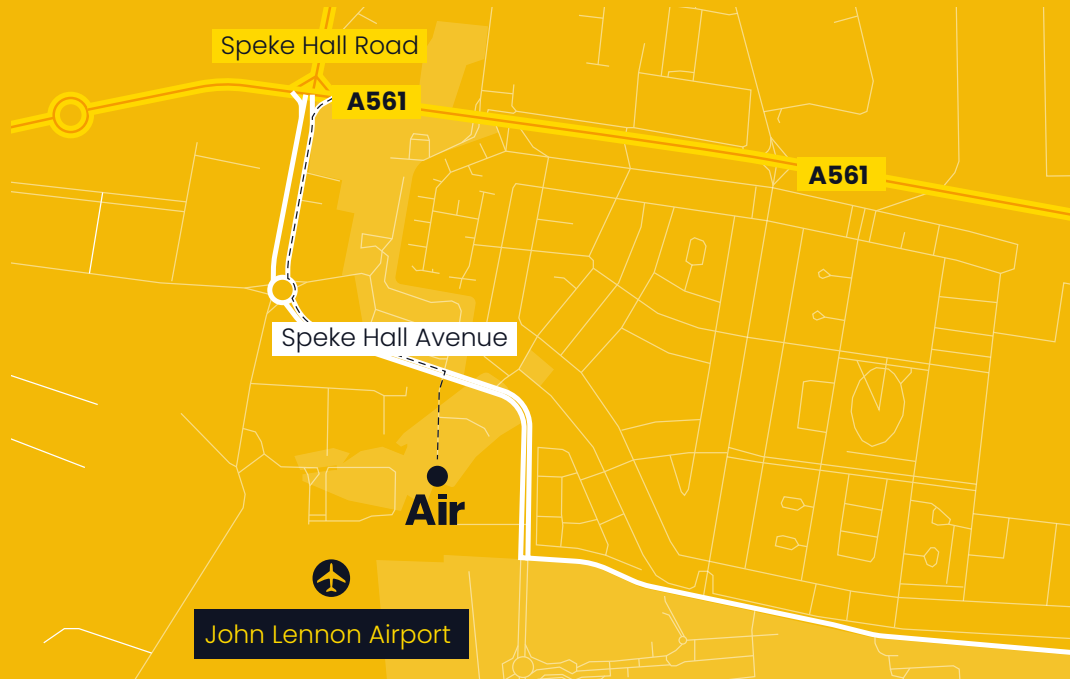 Speke Hall Road
A561
A561
Speke Hall Avenue
Air
John Lennon Airport